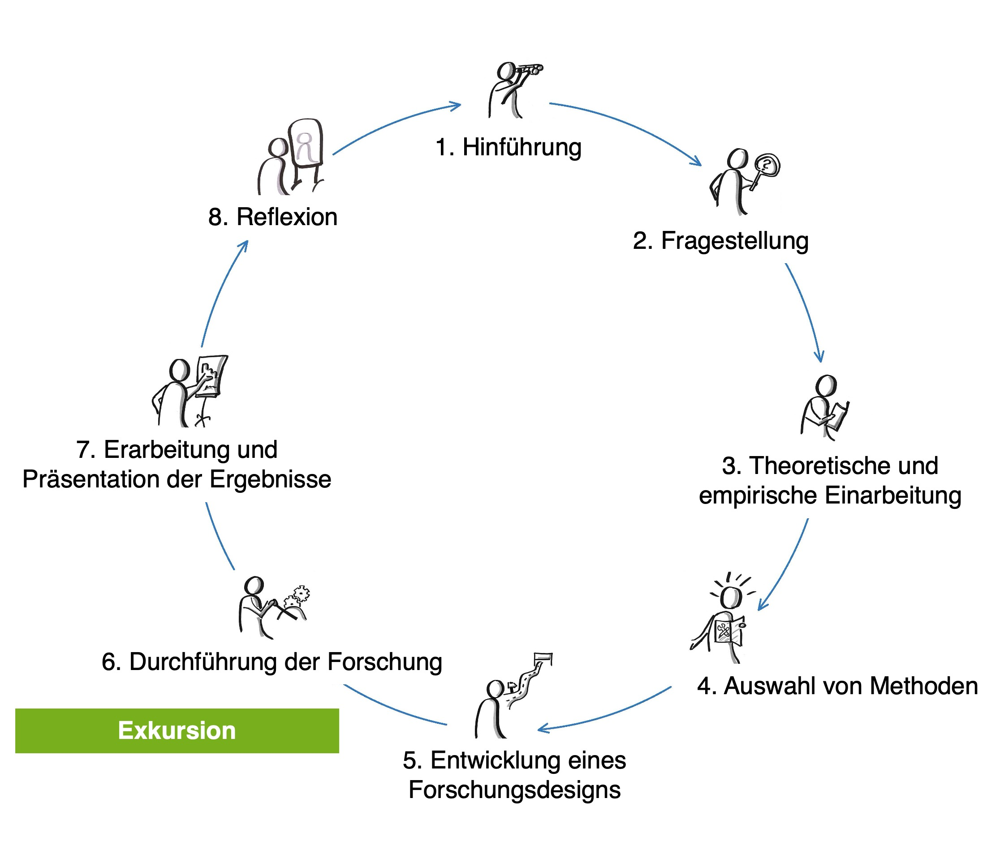 1. Hinführung
2. Fragestellung
3. Theoretische und
empirische Einarbeitung
4. Auswahl von Methoden
5. Entwicklung eines
Forschungsdesigns
6. Durchführung der Forschung
Exkursion
7. Erarbeitung und
Präsentation der Ergebnisse
8. Reflexion
?